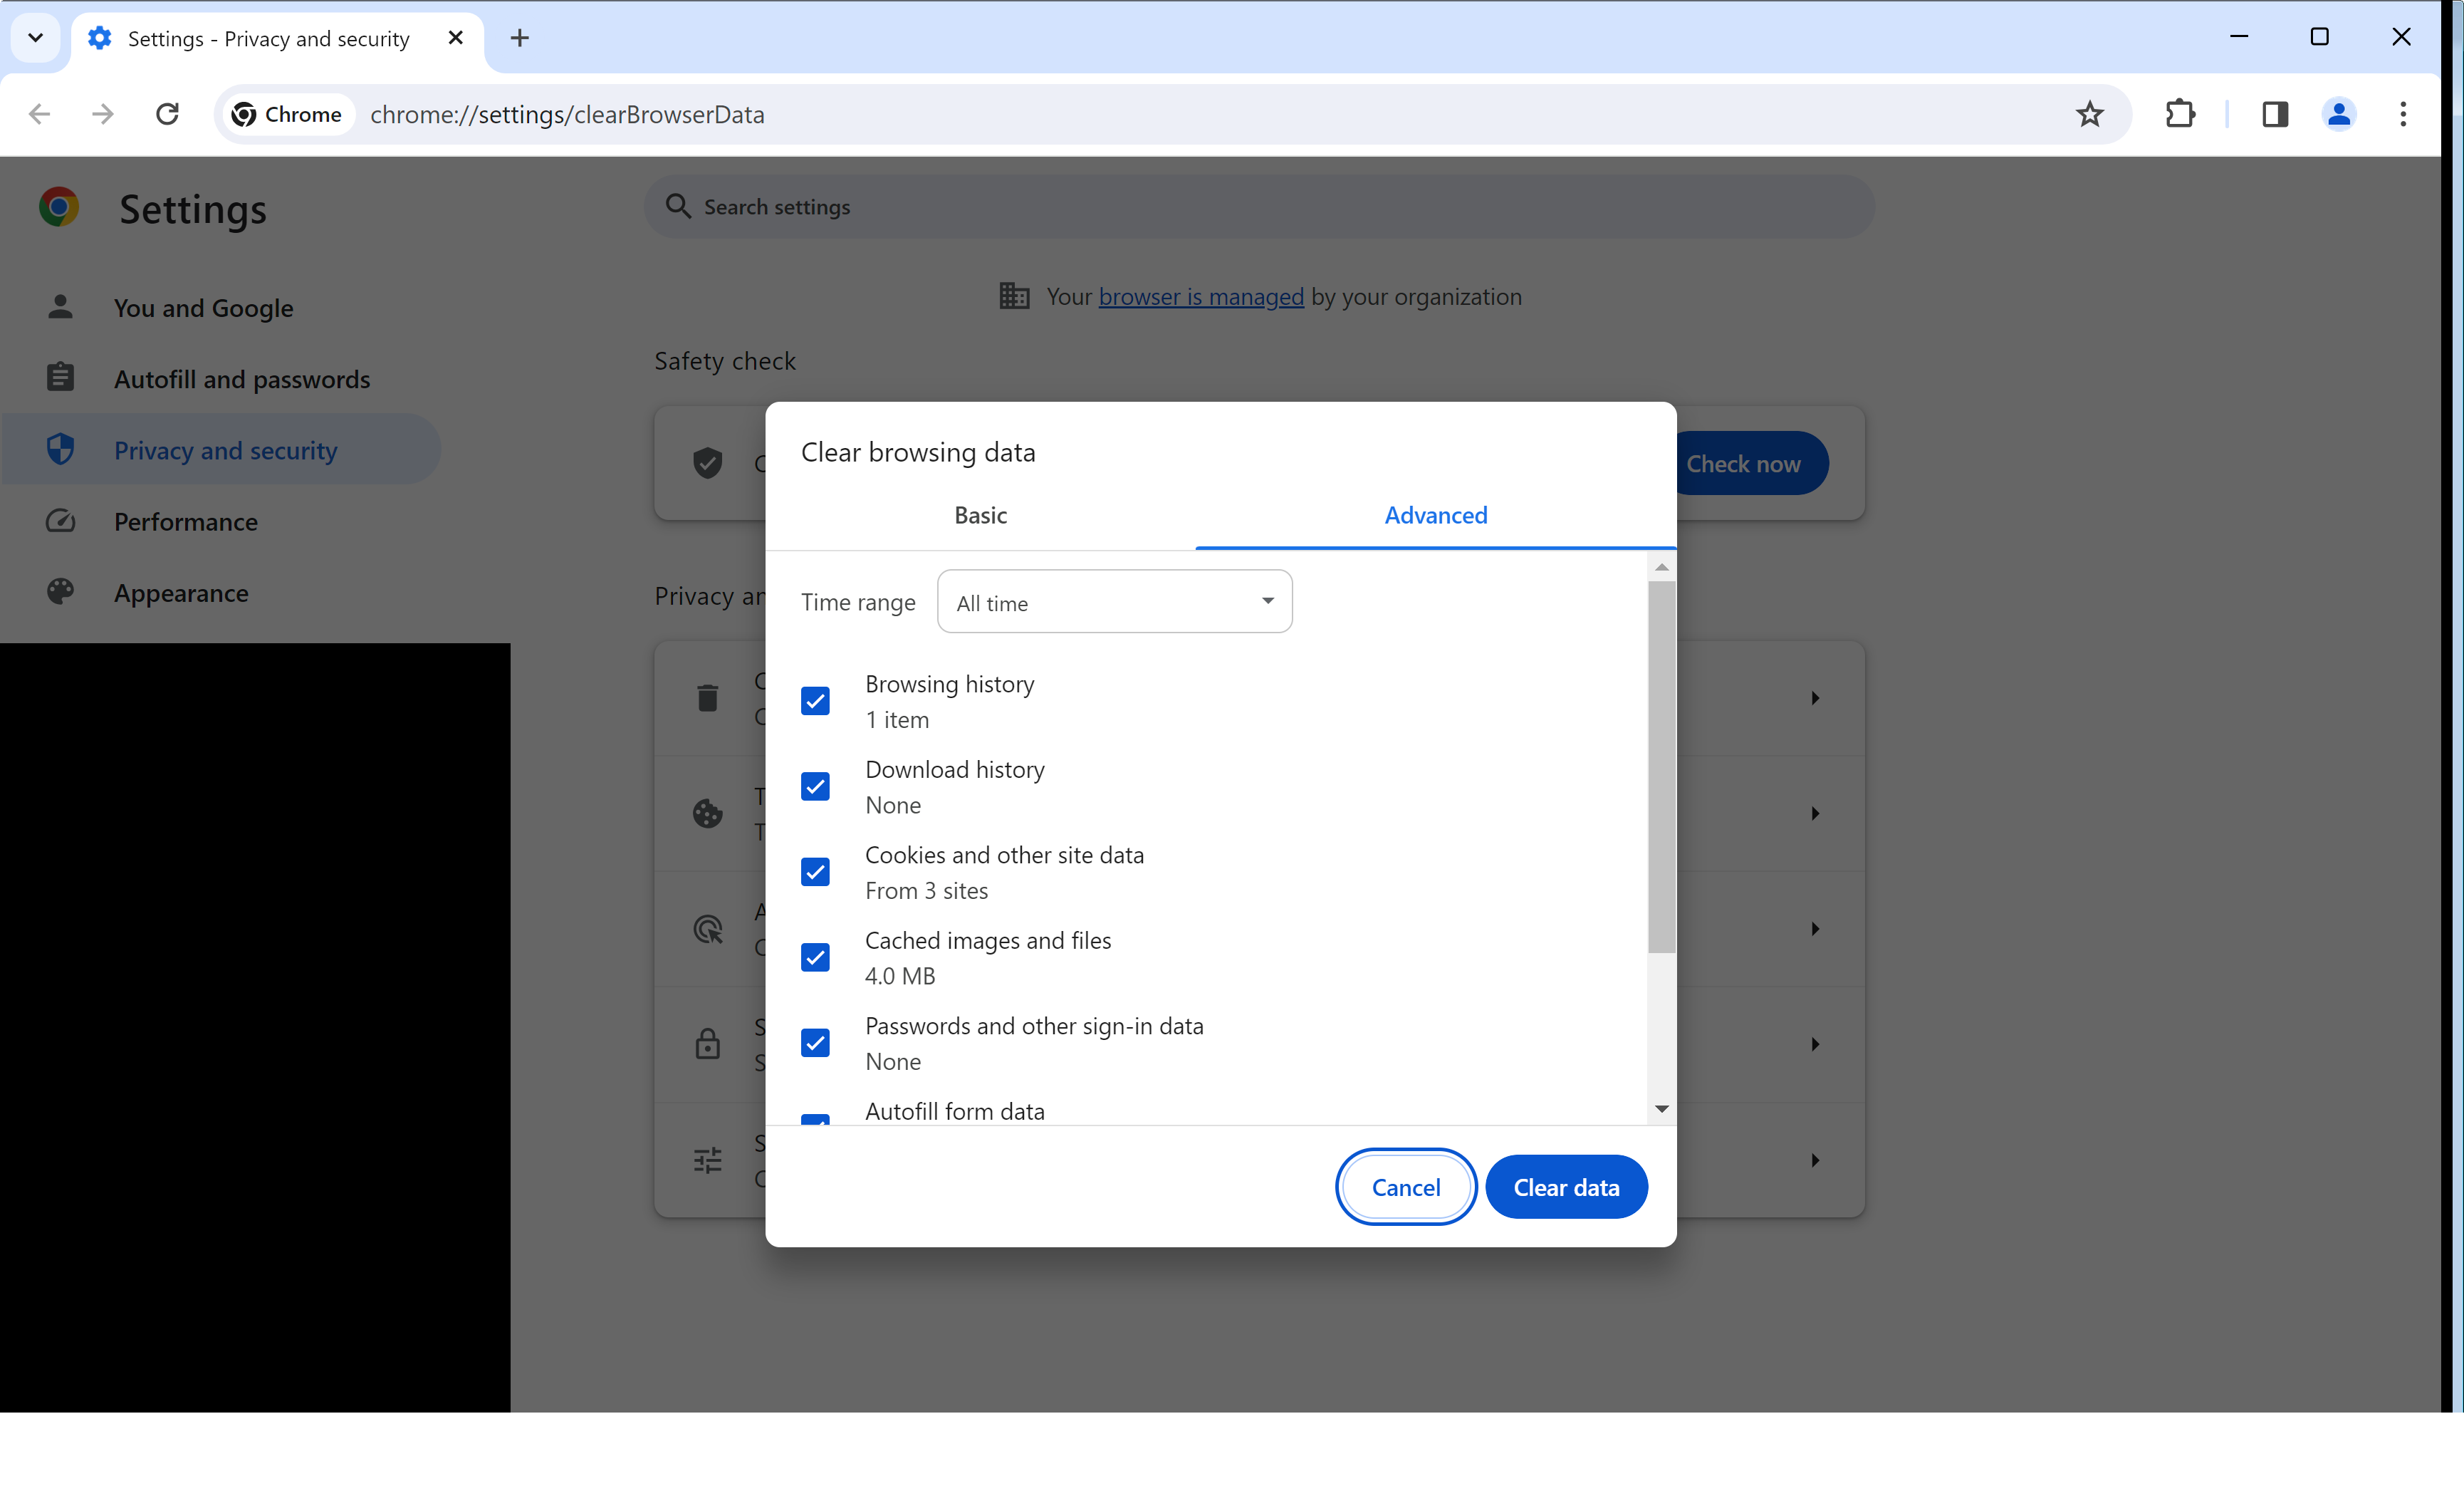 Settings - Privacy and security
Chrome
chrome://settings/clearBrowserData
Settings
Search settings
You and Google
Autofill and passwords
Privacy and security
Performance
Appearance
Your browser is managed by your organization
Safety check
Check now
Privacy
Clear browsing data
Basic
Advanced
Time range
All time
Browsing history
1 item
Download history
None
Cookies and other site data
From 3 sites
Cached images and files
4.0 MB
Passwords and other sign-in data
None
Autofill form data
Cancel
Clear data